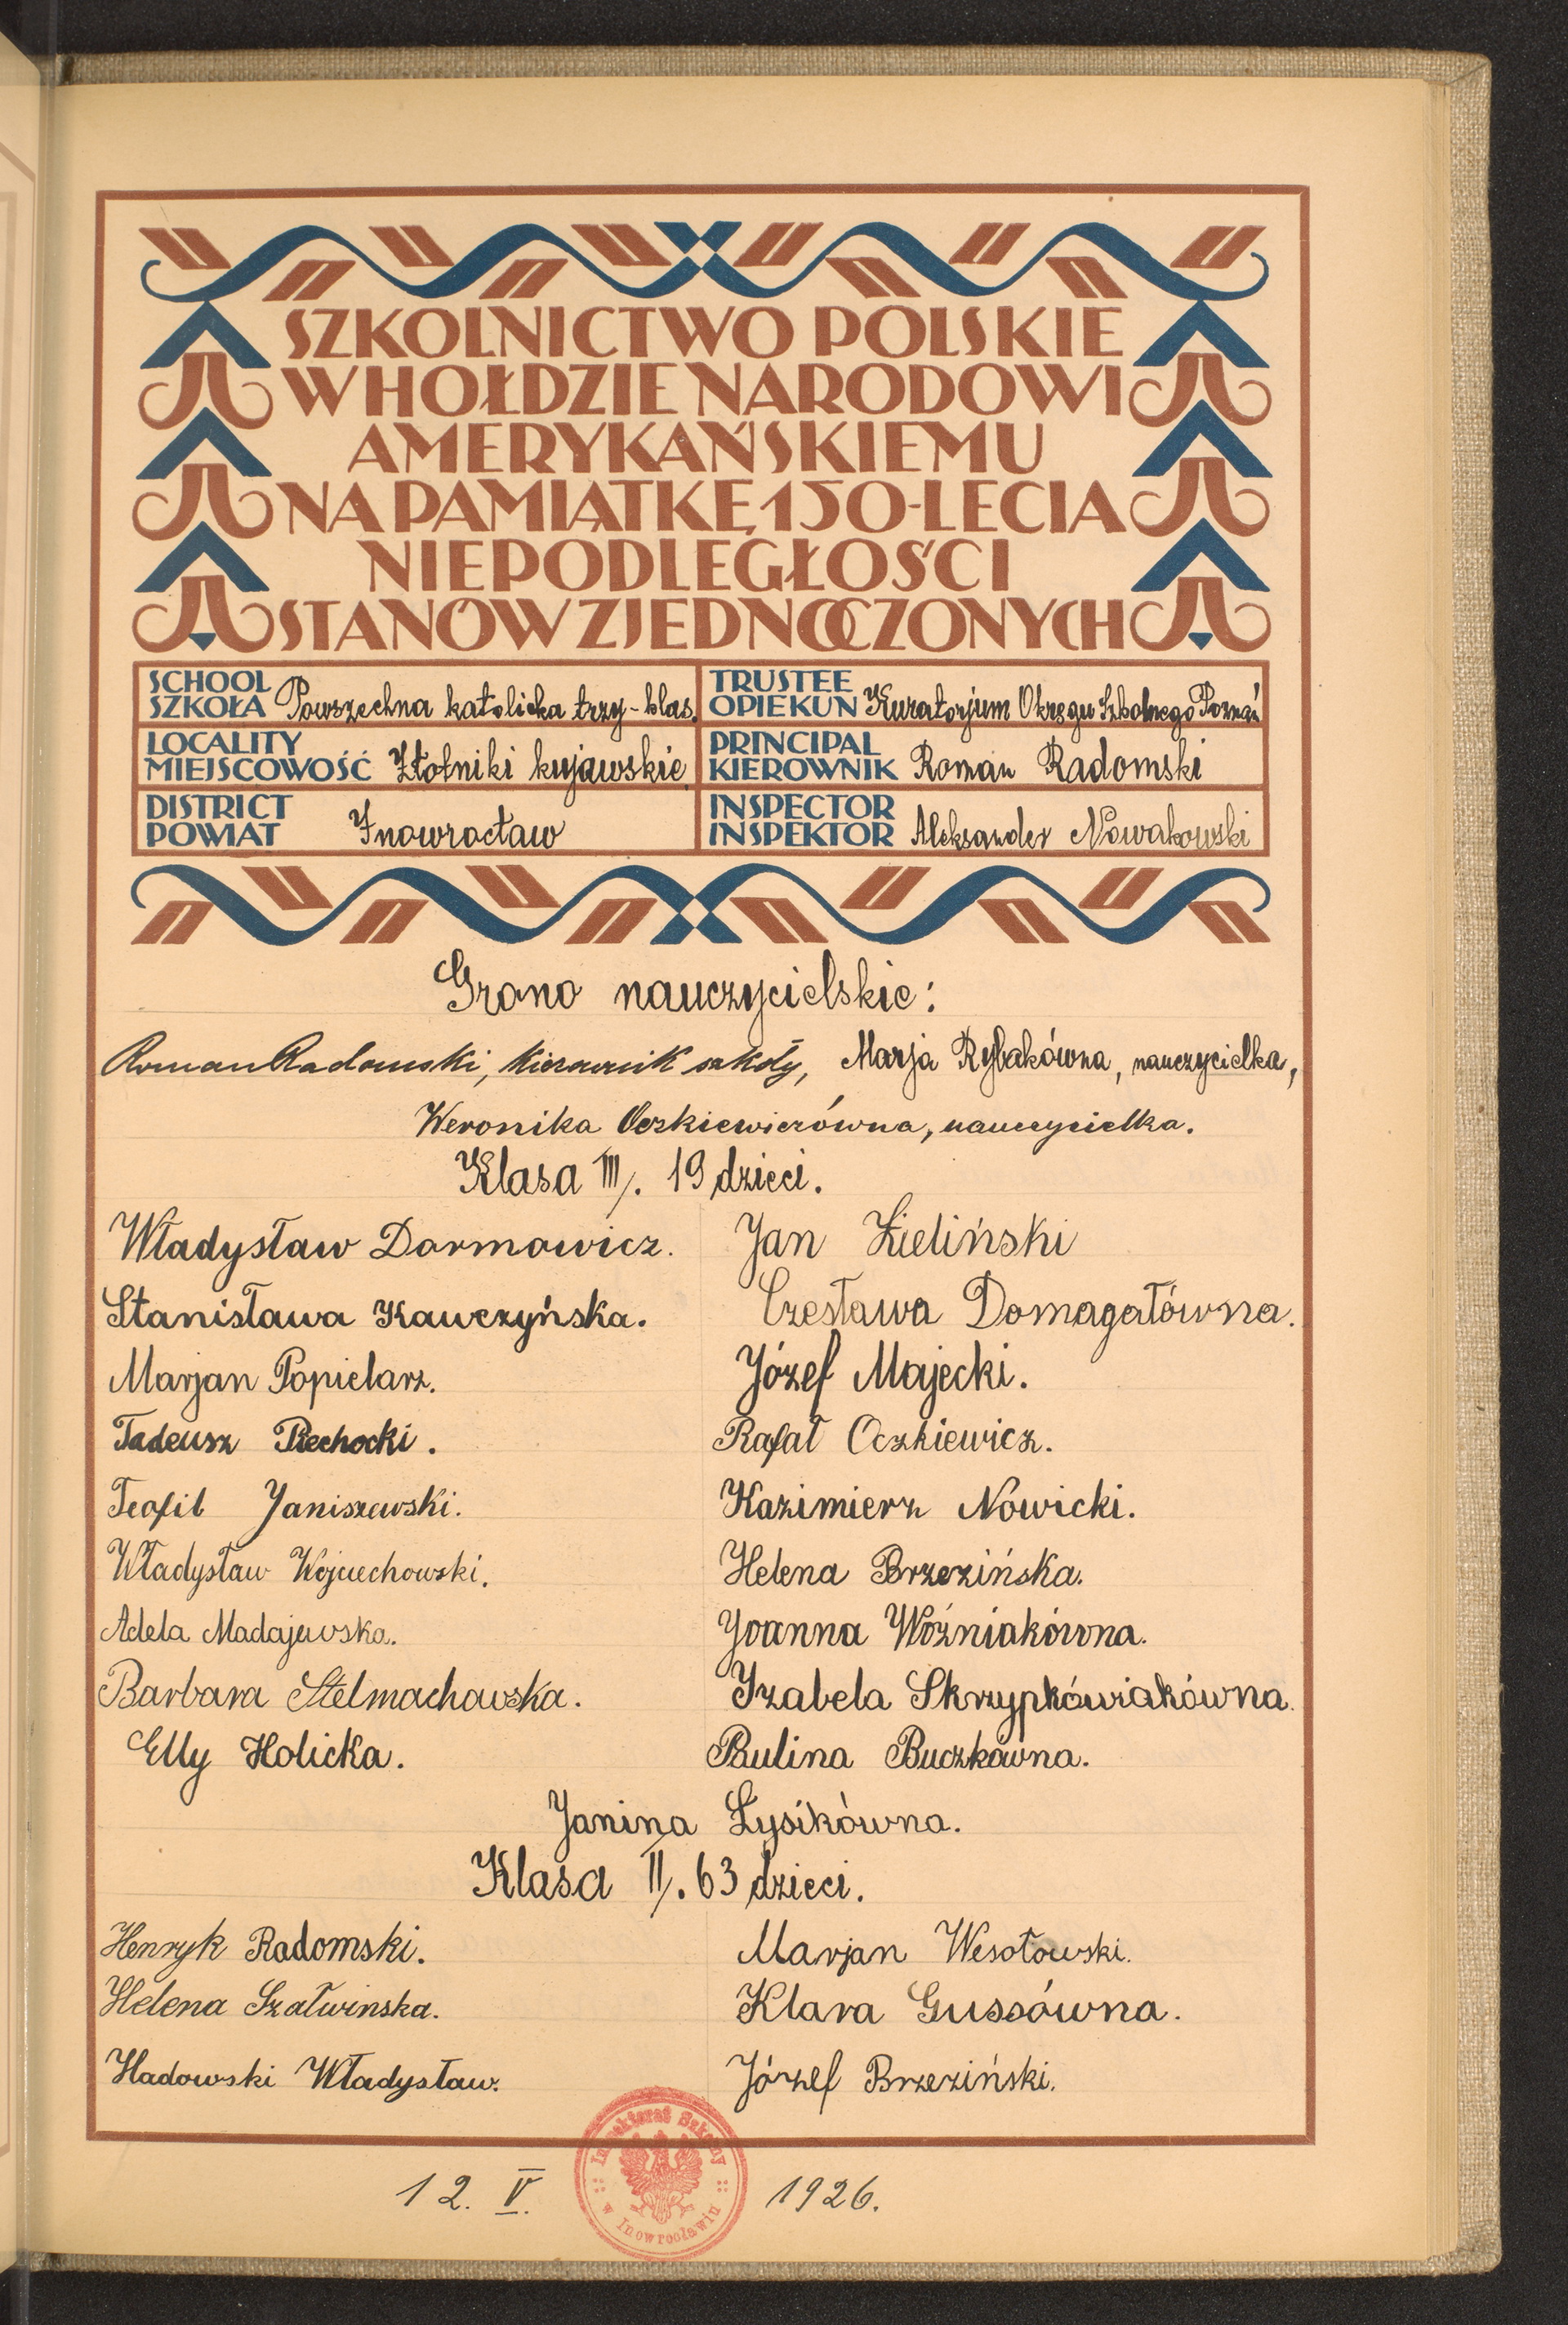 SZKOLNICTWO POLSKIE
W HOŁDZIE NARODOWI
AMERYKAŃSKIEMU
NA PAMIĄTKĘ 150-LECIA
NIEPODLEGŁOŚCI
STANÓW ZJEDNOCZONYCH
SCHOOL
SZKOŁA Powszechna katolicka trzy-klas.
TRUSTEE
OPIEKUN Kuratorjum Okręgu Szkolnego Poznań
LOCALITY
MIEJSCOWOŚĆ Złotniki kujawskie
PRINCIPAL
KIEROWNIK Roman Radomski
DISTRICT
POWIAT Inowrocław
INSPECTOR
INSPEKTOR Aleksander Nowakowski
Grono nauczycielskie:
Roman Radomski, kierownik szkoły, Marja Rybakówna, nauczycielka,
Weronika Oczkiewiczówna, nauczycielka.
Klasa III/. 19 dzieci.
Władysław Darmowicz. Jan Zieliński
Stanisława Kawczyńska. Czesława Domagałówna.
Marjan Popielarz. Józef Majecki.
Tadeusz Piechocki. Rafał Oczkiewicz.
Teofil Janiszewski. Kazimierz Nowicki.
Władysław Wojciechowski. Helena Brzezińska.
Adela Madajewska. Joanna Woźniakówna.
Barbara Stelmachowska. Izabela Skrzypkówiakówna.
Elly Holicka. Paulina Buczkówna.
Janina Łysikówna.
Klasa II/. 63 dzieci.
Henryk Radomski. Marjan Wesołowski.
Helena Szałwinska. Klara Gussówna.
Hadowski Władysław. Józef Brzeziński.
Inspektorat Szkolny
w Inowrocławiu
12. V. 1926.